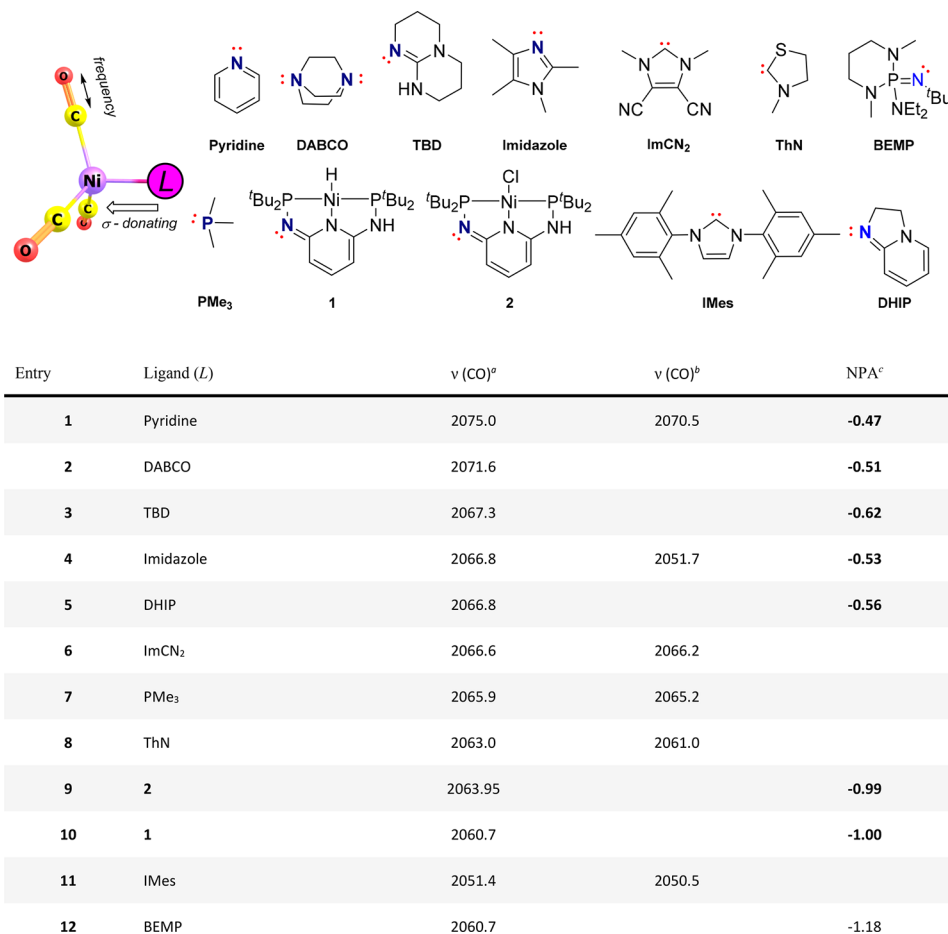 O
frequency
C
Ni
L
C
C
O
O
σ - donating
N
Pyridine
N
N
DABCO
N
N
HN
TBD
N
N
Imidazole
N
N
NC
CN
ImCN₂
S
N
ThN
N
N P=N
ᵗBu
NEt₂
BEMP
P
PMe₃
H
ᵗBu₂P Ni PᵗBu₂
N
N
NH
1
Cl
ᵗBu₂P Ni PᵗBu₂
N
N
NH
2
N
N
IMes
N
N
DHIP
Entry Ligand (L) ν (CO)ᵃ ν (CO)ᵇ NPAᶜ
1 Pyridine 2075.0 2070.5 -0.47
2 DABCO 2071.6 -0.51
3 TBD 2067.3 -0.62
4 Imidazole 2066.8 2051.7 -0.53
5 DHIP 2066.8 -0.56
6 ImCN₂ 2066.6 2066.2
7 PMe₃ 2065.9 2065.2
8 ThN 2063.0 2061.0
9 2 2063.95 -0.99
10 1 2060.7 -1.00
11 IMes 2051.4 2050.5
12 BEMP 2060.7 -1.18